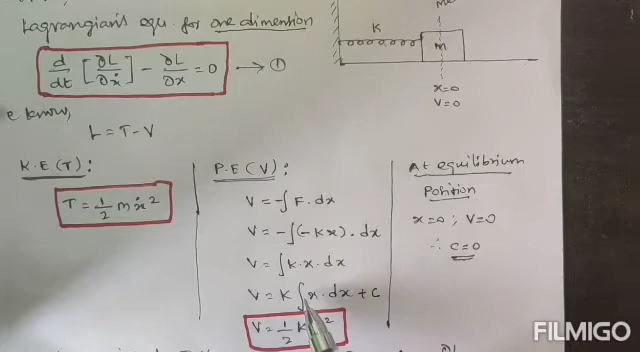 Lagrangian's equ. for one dimention
d/dt [∂L/∂ẋ] - ∂L/∂x = 0 → ①
K
m
x=0
V=0
e know,
L = T - V
K.E (T) :
T = 1/2 mẋ²
P.E (V) :
V = -∫F. dx
V = -∫(-Kx). dx
V = ∫K.x. dx
V = K ∫x. dx + C
V = 1/2 K 2
At equilibrium
Position
x=0 ; V=0
∴ C=0
FILMIGO